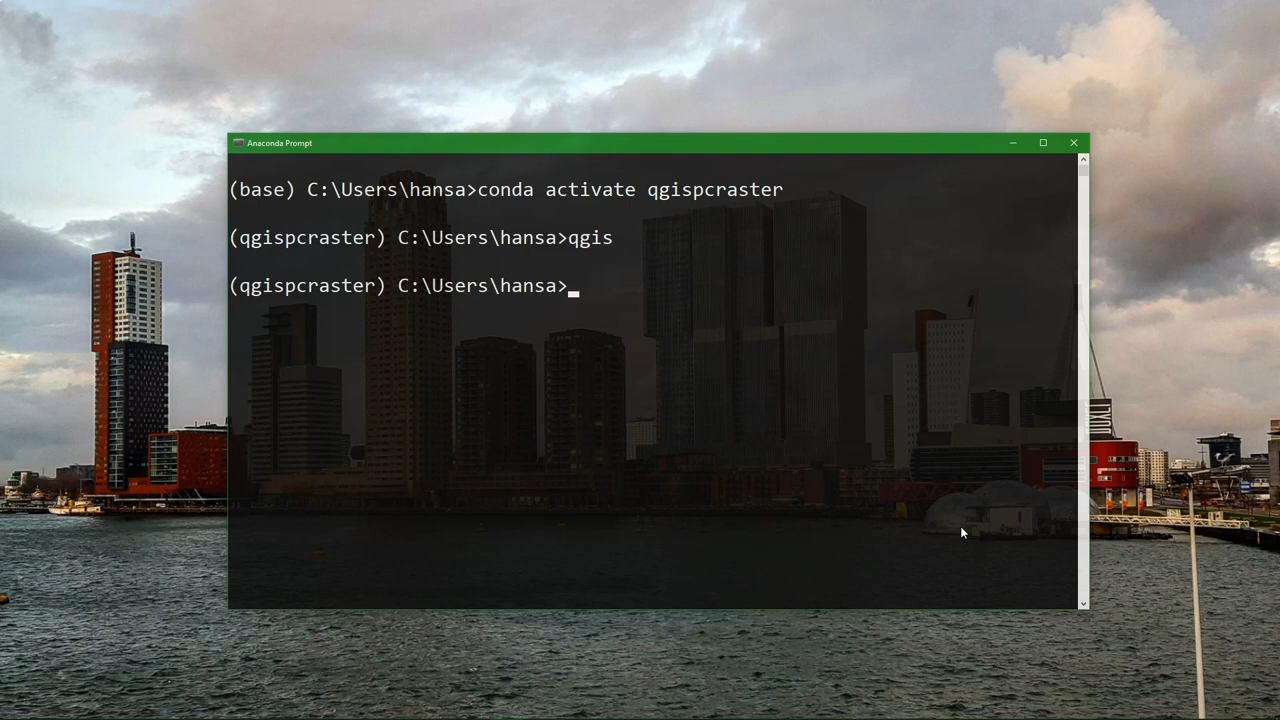 Anaconda Prompt
(base) C:\Users\hansa>conda activate qgispcraster
(qgispcraster) C:\Users\hansa>qgis
(qgispcraster) C:\Users\hansa>